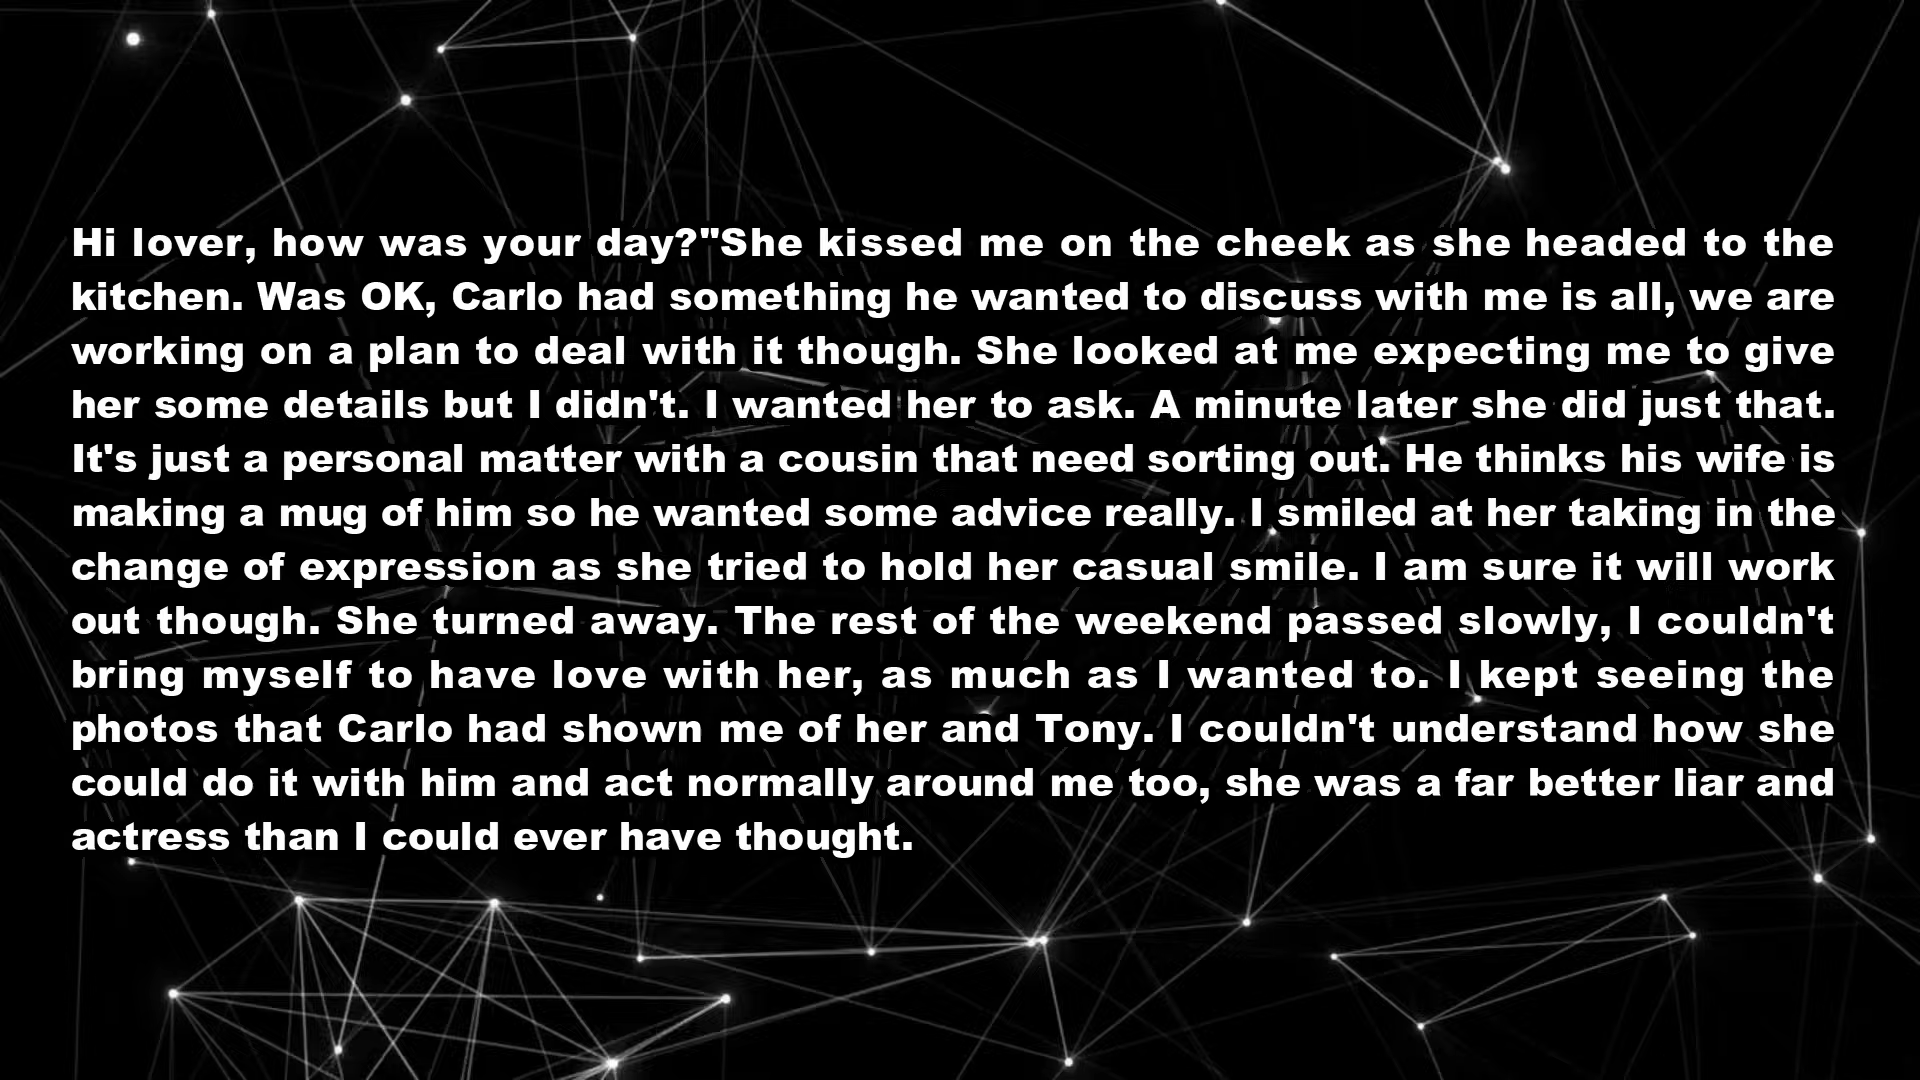 Hi lover, how was your day?"She kissed me on the cheek as she headed to the
kitchen. Was OK, Carlo had something he wanted to discuss with me is all, we are
working on a plan to deal with it though. She looked at me expecting me to give
her some details but I didn't. I wanted her to ask. A minute later she did just that.
It's just a personal matter with a cousin that need sorting out. He thinks his wife is
making a mug of him so he wanted some advice really. I smiled at her taking in the
change of expression as she tried to hold her casual smile. I am sure it will work
out though. She turned away. The rest of the weekend passed slowly, I couldn't
bring myself to have love with her, as much as I wanted to. I kept seeing the
photos that Carlo had shown me of her and Tony. I couldn't understand how she
could do it with him and act normally around me too, she was a far better liar and
actress than I could ever have thought.